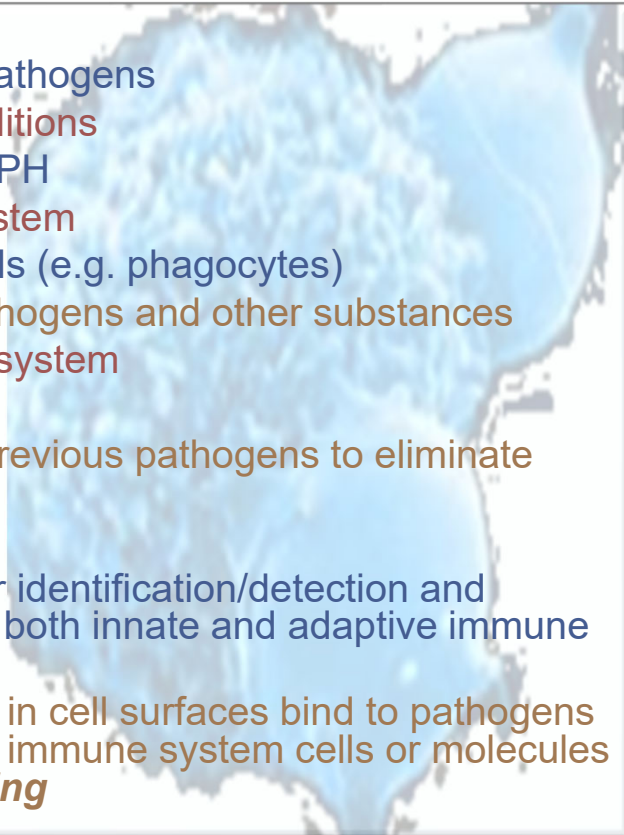 athogens
ditions
PH
stem
ls (e.g. phagocytes)
hogens and other substances
system
revious pathogens to eliminate
r identification/detection and
both innate and adaptive immune
in cell surfaces bind to pathogens
immune system cells or molecules
ng